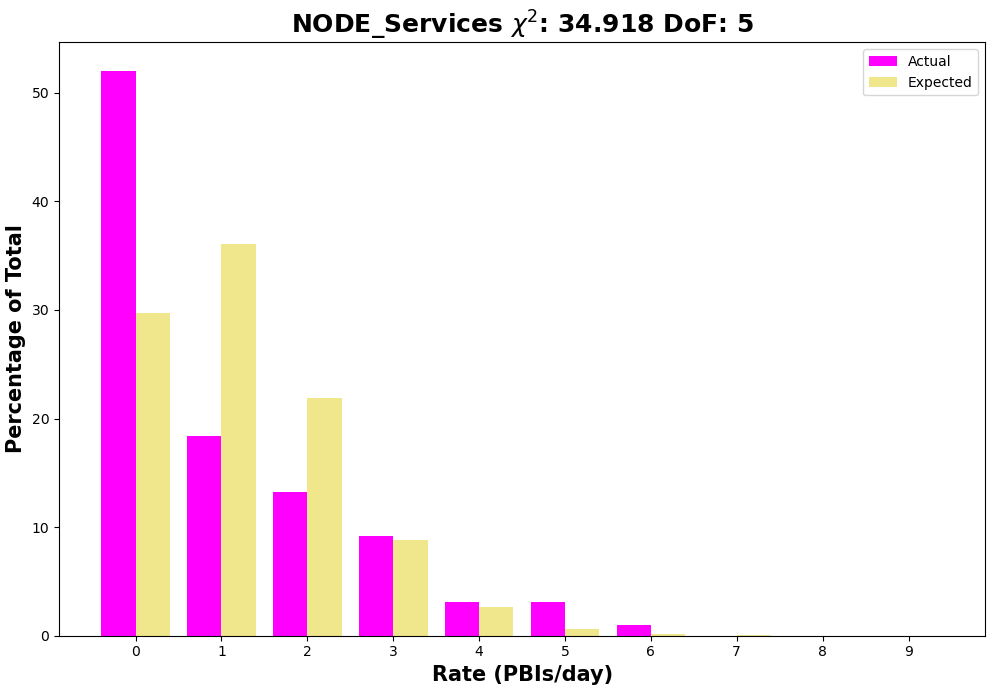 NODE_Services χ²: 34.918 DoF: 5
Actual
Expected
Percentage of Total
50
40
30
20
10
0
0 1 2 3 4 5 6 7 8 9
Rate (PBIs/day)